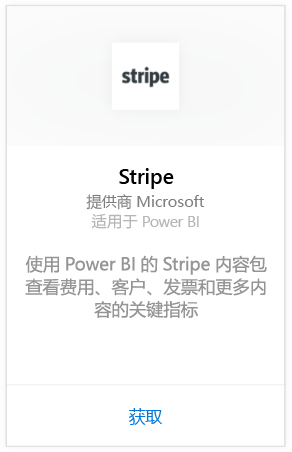 stripe
Stripe
提供商 Microsoft
适用于 Power BI
使用 Power BI 的 Stripe 内容包
查看费用、客户、发票和更多内
容的关键指标
获取